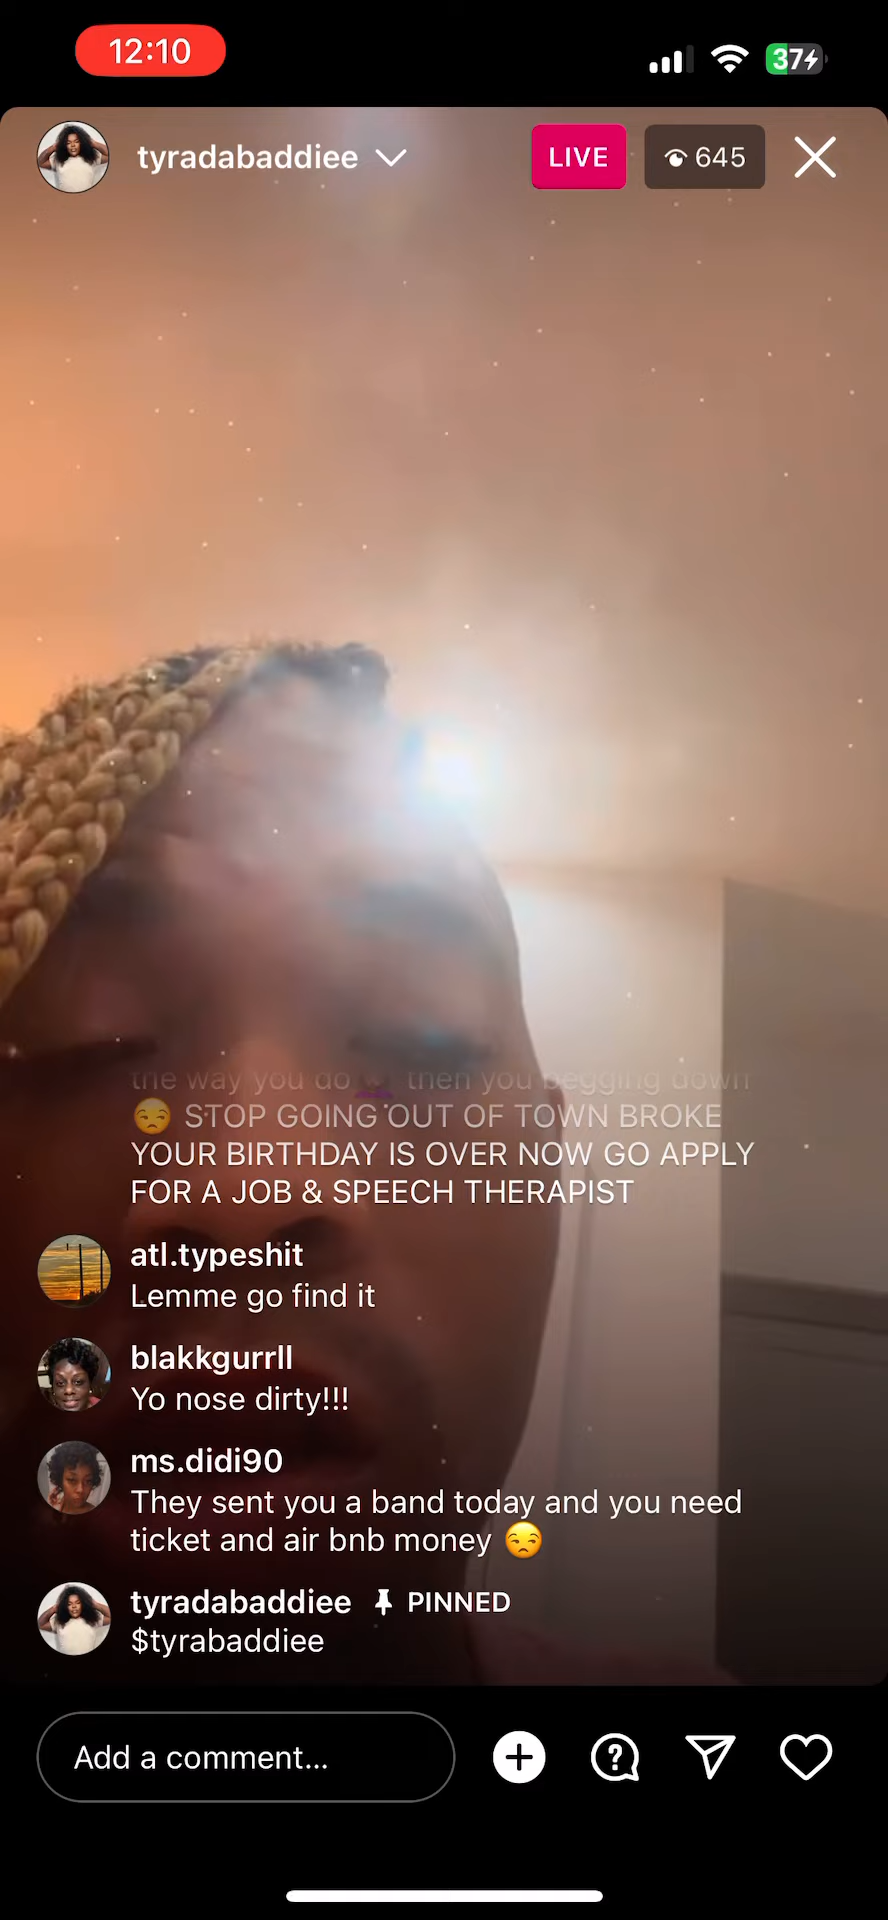 12:10
37
tyradabaddiee
LIVE
645
the way you do then you begging down
😒 STOP GOING OUT OF TOWN BROKE
YOUR BIRTHDAY IS OVER NOW GO APPLY
FOR A JOB & SPEECH THERAPIST
atl.typeshit
Lemme go find it
blakkgurrll
Yo nose dirty!!!
ms.didi90
They sent you a band today and you need
ticket and air bnb money 😒
tyradabaddiee PINNED
$tyrabaddiee
Add a comment...